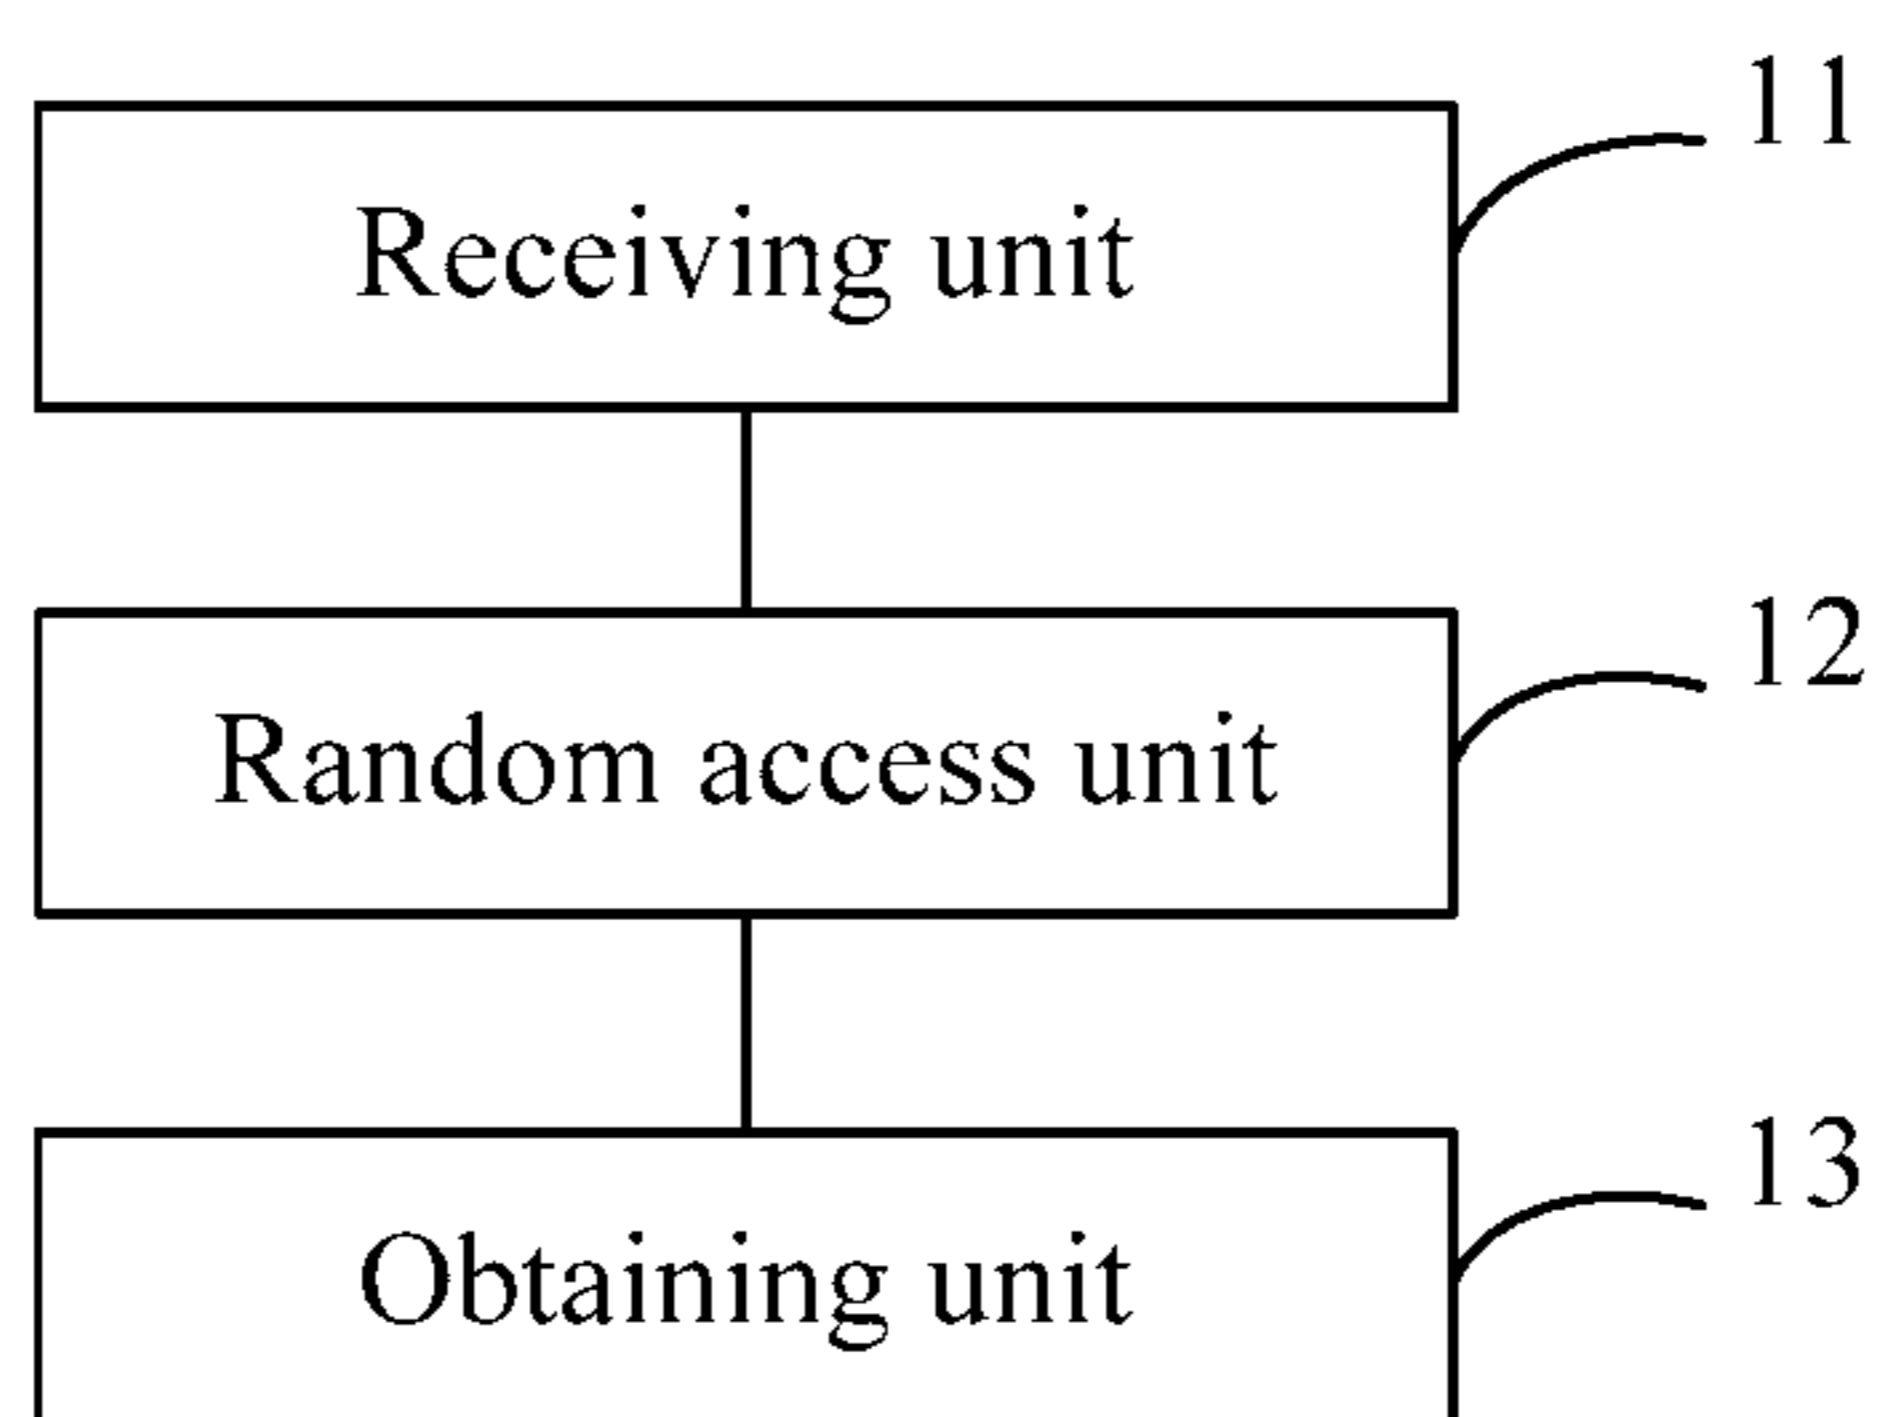 11
Receiving unit
12
Random access unit
13
Obtaining unit